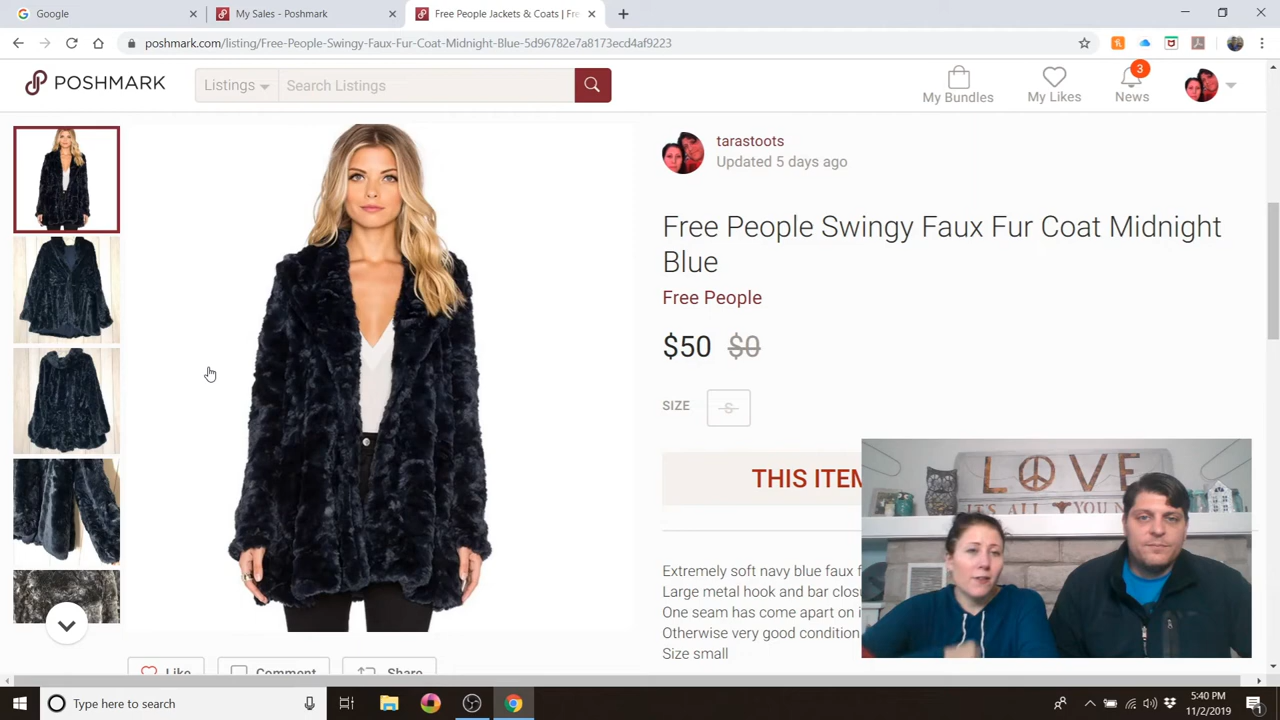 Google
My Sales - Poshmark
Free People Jackets & Coats | Fre
poshmark.com/listing/Free-People-Swingy-Faux-Fur-Coat-Midnight-Blue-5d96782e7a8173ecd4af9223
POSHMARK
Listings
Search Listings
My Bundles
My Likes
3
News
tarastoots
Updated 5 days ago
Free People Swingy Faux Fur Coat Midnight
Blue
Free People
$50 $0
SIZE
S
THIS ITEM
Extremely soft navy blue faux f
Large metal hook and bar clos
One seam has come apart on i
Otherwise very good condition
Size small
Like
Comment
Share
LOVE
IT'S ALL YOU N
Type here to search
5:40 PM
11/2/2019
1